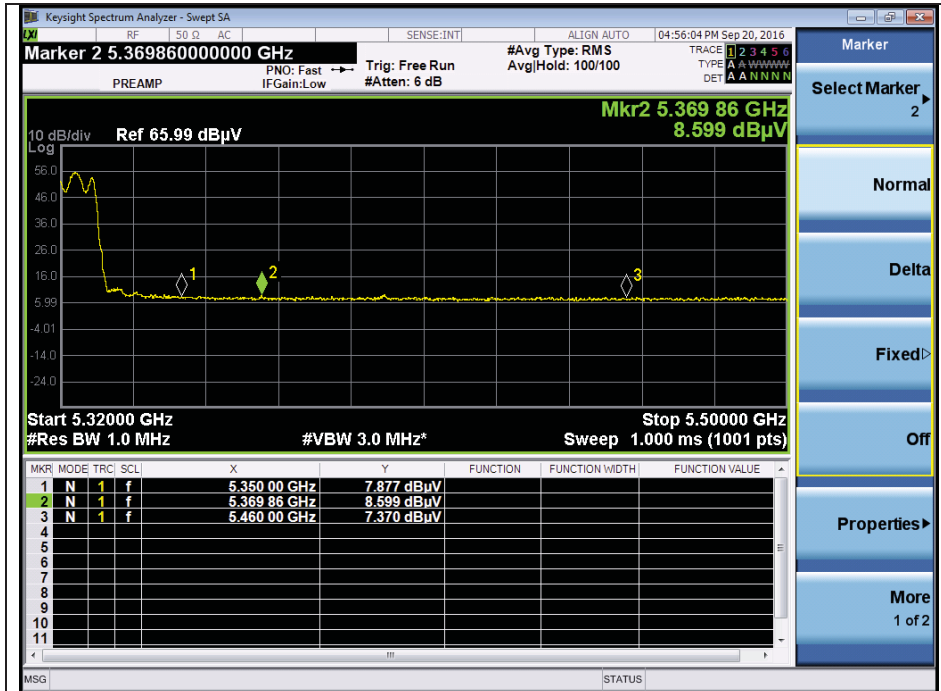 Keysight Spectrum Analyzer - Swept SA
LXI RF 50 Ω AC SENSE:INT ALIGN AUTO 04:56:04 PM Sep 20, 2016
Marker 2 5.369860000000 GHz
PREAMP
PNO: Fast
IFGain:Low
Trig: Free Run
#Atten: 6 dB
#Avg Type: RMS
Avg|Hold: 100/100
TRACE 1 2 3 4 5 6
TYPE A A W W W W
DET A A N N N N
Mkr2 5.369 86 GHz
8.599 dBµV
10 dB/div Ref 65.99 dBµV
Log
56.0
46.0
36.0
26.0
16.0
5.99
-4.01
-14.0
-24.0
1
2
3
Start 5.32000 GHz Stop 5.50000 GHz
#Res BW 1.0 MHz #VBW 3.0 MHz* Sweep 1.000 ms (1001 pts)
MKR MODE TRC SCL X Y FUNCTION FUNCTION WIDTH FUNCTION VALUE
1 N 1 f 5.350 00 GHz 7.877 dBµV
2 N 1 f 5.369 86 GHz 8.599 dBµV
3 N 1 f 5.460 00 GHz 7.370 dBµV
4
5
6
7
8
9
10
11
MSG STATUS
Marker
Select Marker
2
Normal
Delta
Fixed
Off
Properties
More
1 of 2